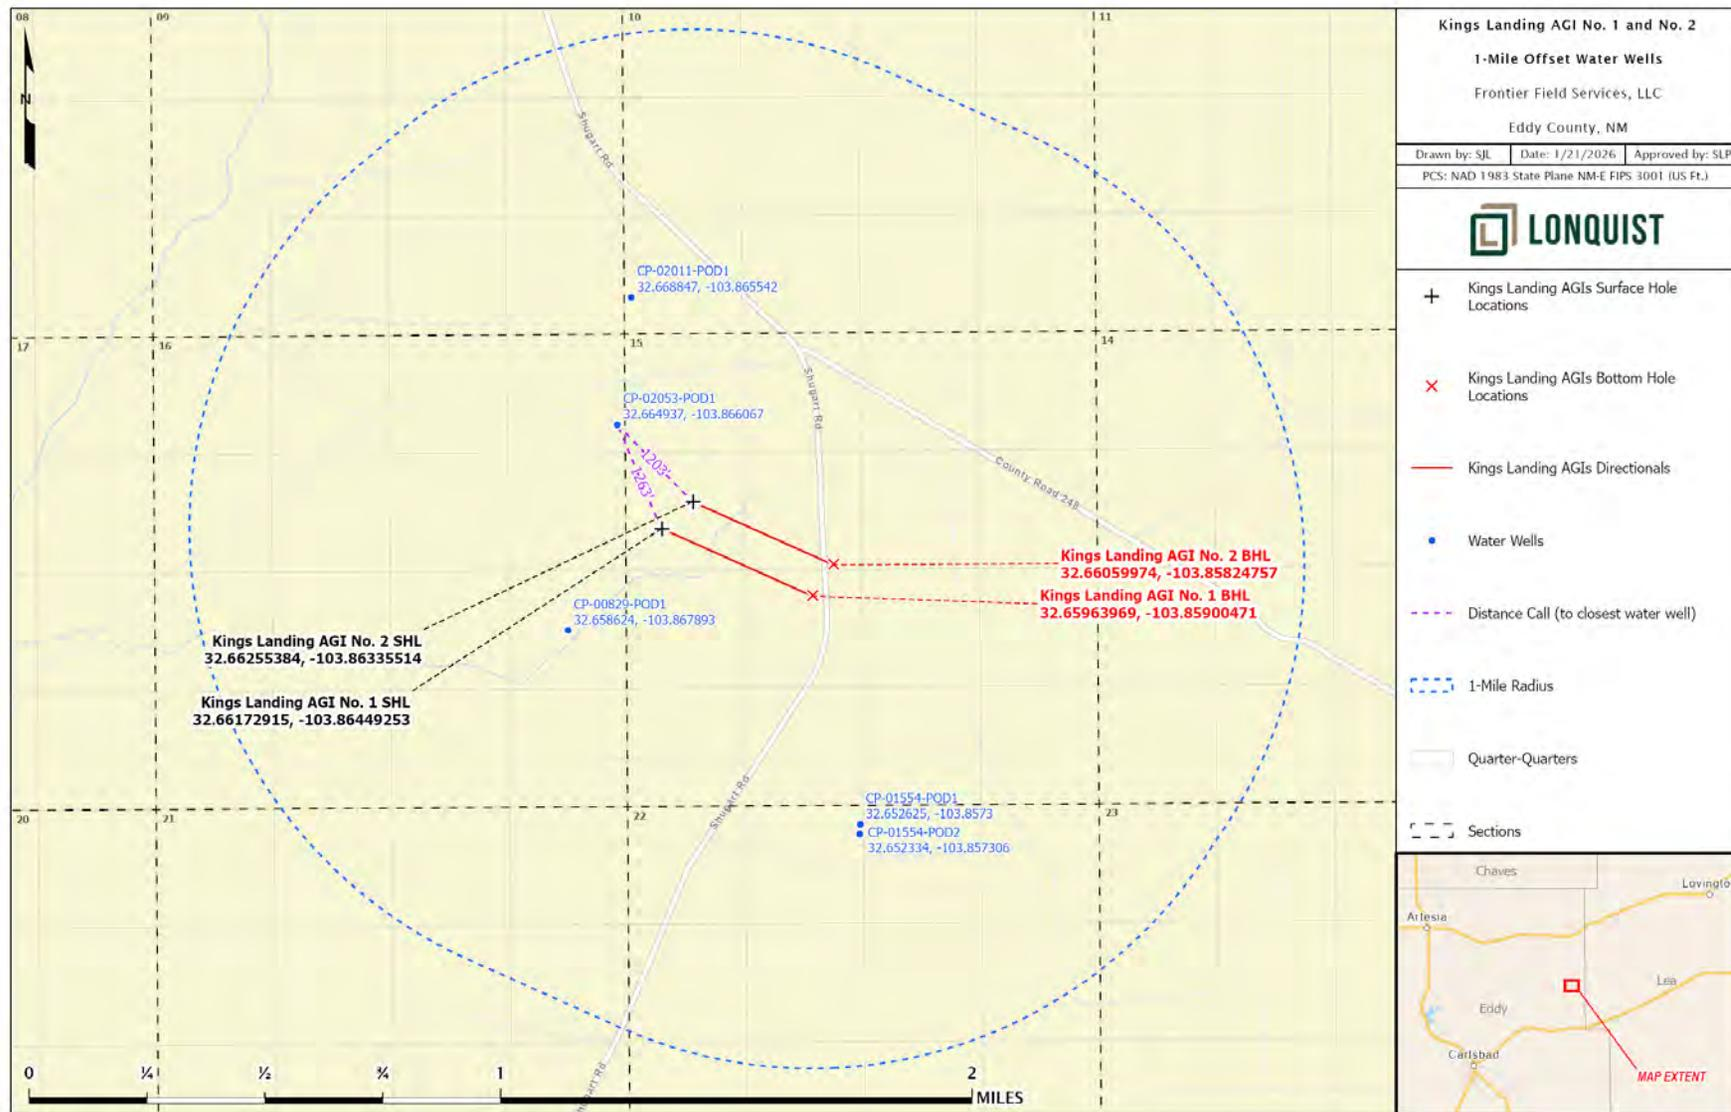 08
09
10
11
N
Shugart Rd
CP-02011-POD1
32.668847, -103.865542
17
16
15
14
Shugart Rd
CP-02053-POD1
32.664937, -103.866067
1203'
1263'
County Road 248
Kings Landing AGI No. 2 BHL
32.66059974, -103.85824757
Kings Landing AGI No. 1 BHL
32.65963969, -103.85900471
CP-00829-POD1
32.658624, -103.867893
Kings Landing AGI No. 2 SHL
32.66255384, -103.86335514
Kings Landing AGI No. 1 SHL
32.66172915, -103.86449253
Shugart Rd
CP-01554-POD1
32.652625, -103.8573
CP-01554-POD2
32.652334, -103.857306
20
21
22
23
0
¼
½
¾
1
2
MILES
Kings Landing AGI No. 1 and No. 2
1-Mile Offset Water Wells
Frontier Field Services, LLC
Eddy County, NM
Drawn by: SJL
Date: 1/21/2026
Approved by: SLP
PCS: NAD 1983 State Plane NM-E FIPS 3001 (US Ft.)
LONQUIST
Kings Landing AGIs Surface Hole
Locations
Kings Landing AGIs Bottom Hole
Locations
Kings Landing AGIs Directionals
Water Wells
Distance Call (to closest water well)
1-Mile Radius
Quarter-Quarters
Sections
Chaves
Lovingto
Artesia
Lea
Eddy
Carlsbad
MAP EXTENT